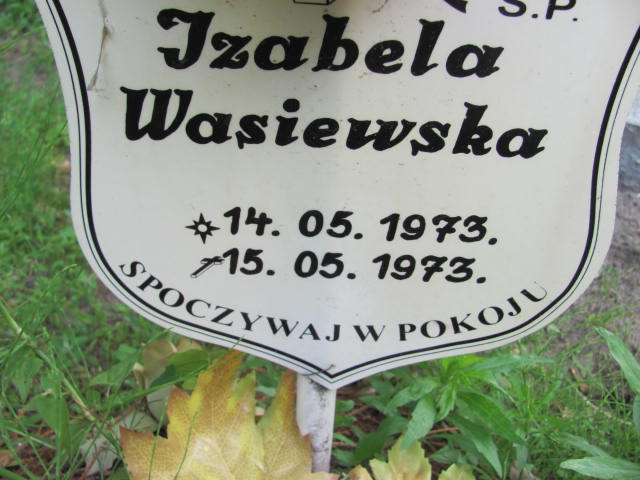 Ś.P.
Izabela
Wasiewska
14. 05. 1973.
15. 05. 1973.
SPOCZYWAJ W POKOJU